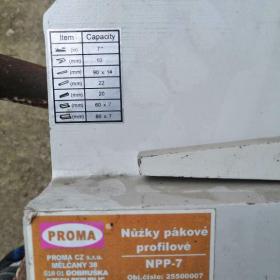 Item Capacity
(n) 7"
(mm) 10
(mm) 90 x 14
(mm) 22
(mm) 20
(mm) 60 x 7
(mm) 60 x 7
PROMA
PROMA CZ s.r.o.
MĚLČANY 38
518 01 DOBRUŠKA
Nůžky pákové
profilové
NPP-7
Obj.číslo: 25500007